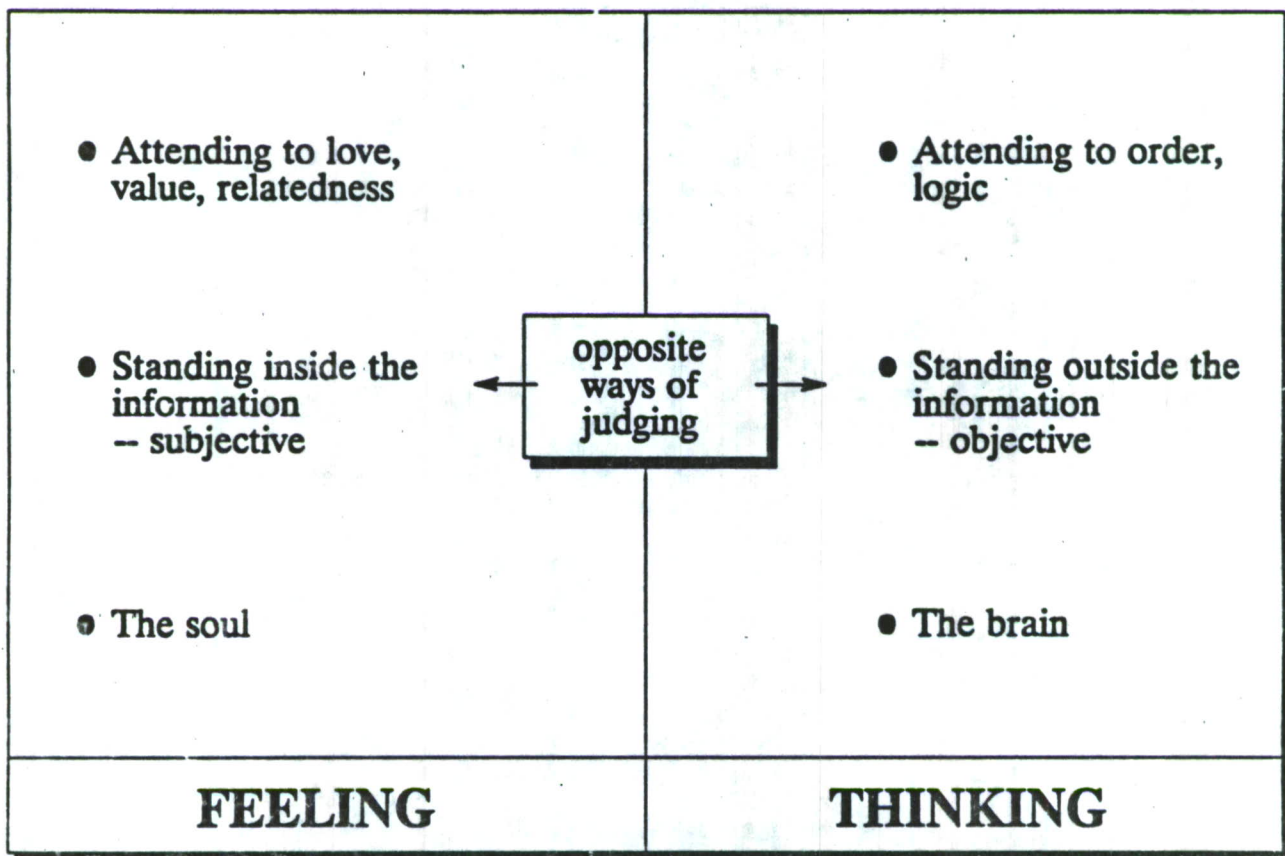 ● Attending to love,
value, relatedness
● Standing inside the
information
-- subjective
● The soul
opposite
ways of
judging
● Attending to order,
logic
● Standing outside the
information
-- objective
● The brain
FEELING
THINKING